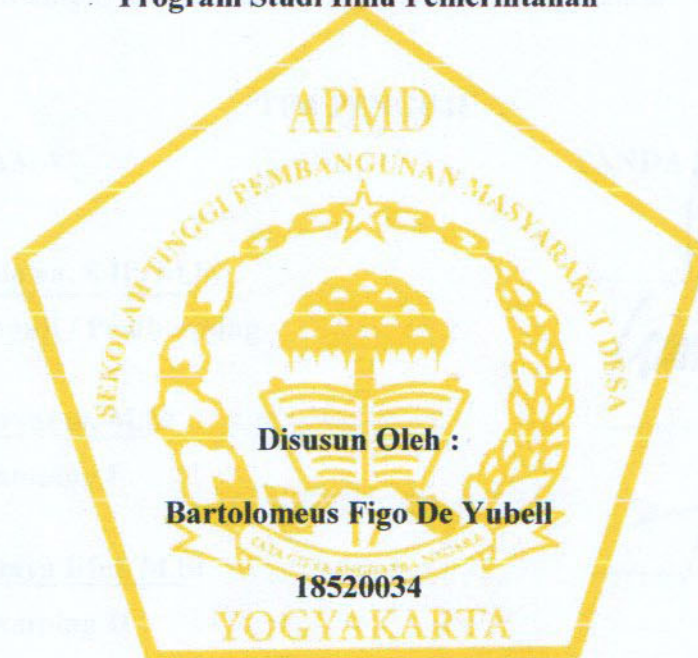 Program Studi Ilmu Pemerintahan
APMD
SEKOLAH TINGGI PEMBANGUNAN MASYARAKAT DESA
Disusun Oleh :
Bartolomeus Figo De Yubell
18520034
YOGYAKARTA